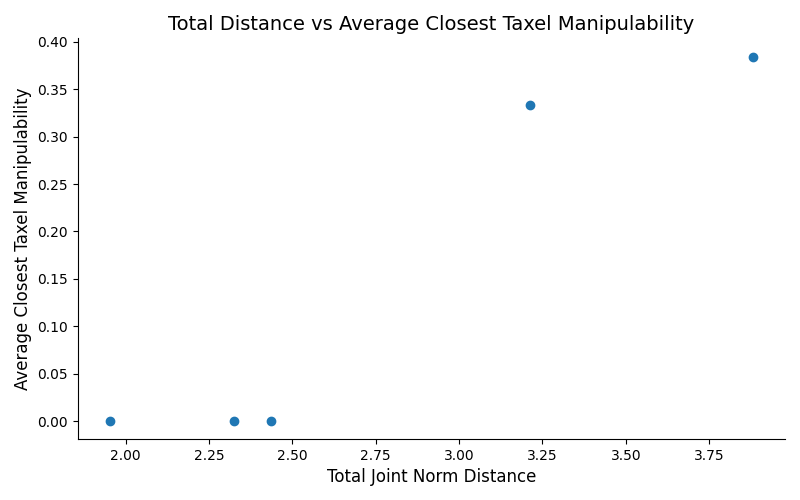 Total Distance vs Average Closest Taxel Manipulability
0.40
0.35
0.30
0.25
0.20
0.15
0.10
0.05
0.00
Average Closest Taxel Manipulability
2.00 2.25 2.50 2.75 3.00 3.25 3.50 3.75
Total Joint Norm Distance